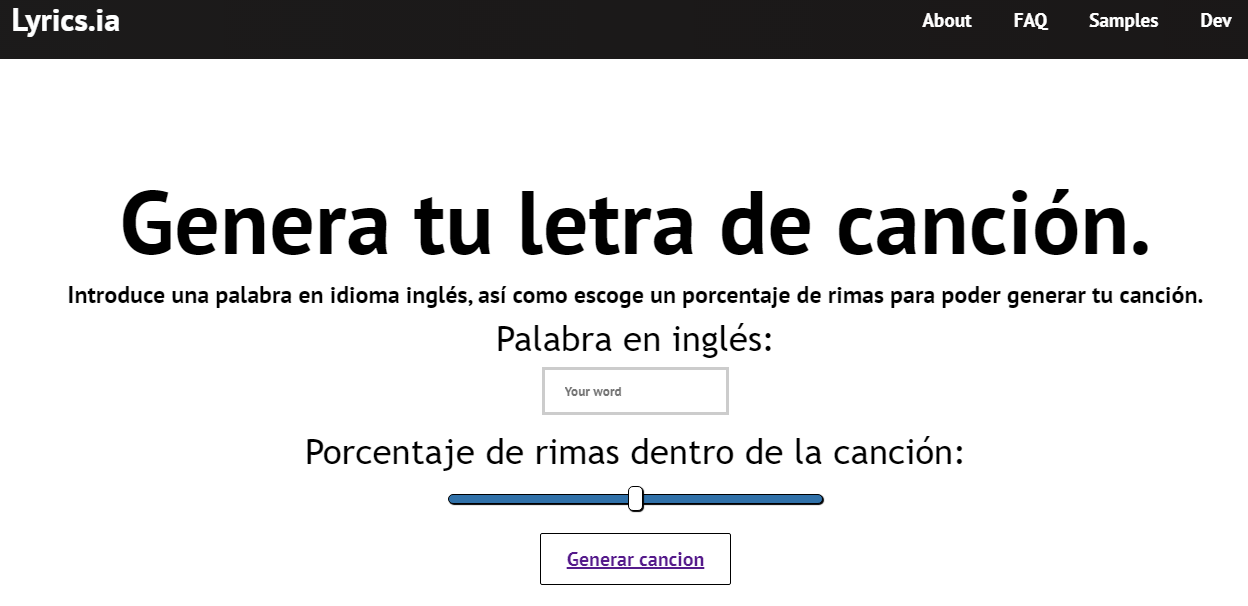 Lyrics.ia
About FAQ Samples Dev
Genera tu letra de canción.
Introduce una palabra en idioma inglés, así como escoge un porcentaje de rimas para poder generar tu canción.
Palabra en inglés:
Your word
Porcentaje de rimas dentro de la canción:
Generar cancion